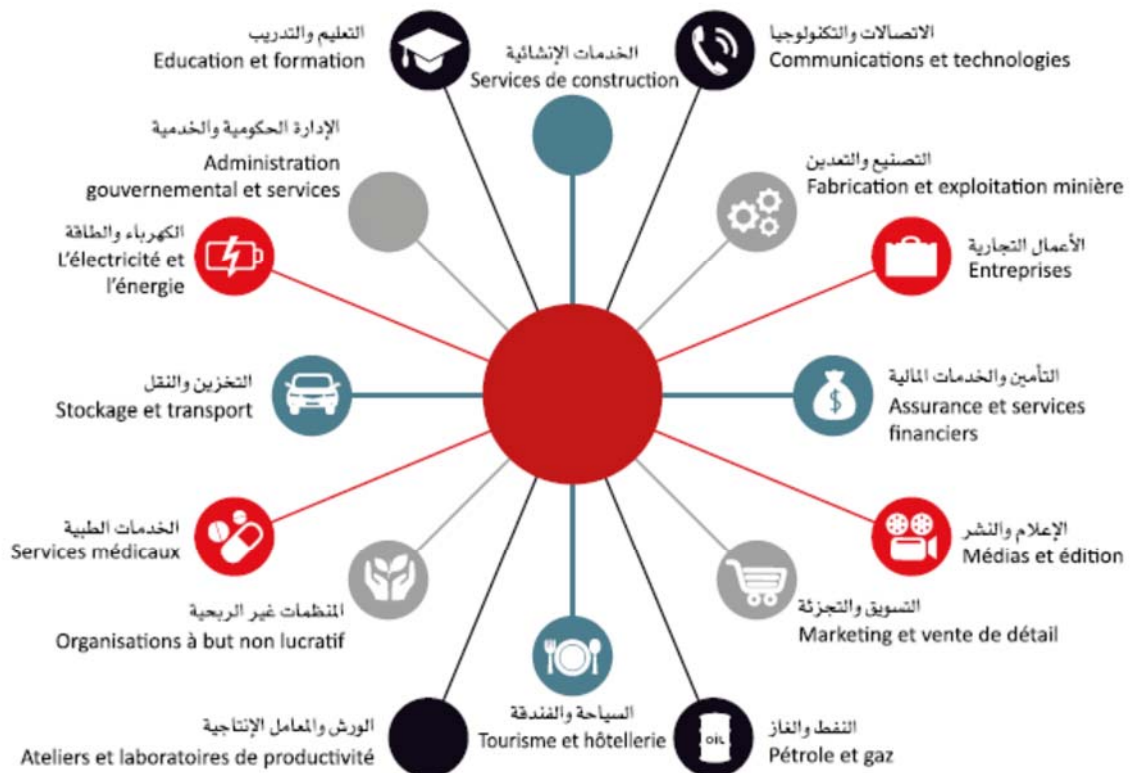 التعليم والتدريب
Education et formation
الخدمات الإنشائية
Services de construction
الاتصالات والتكنولوجيا
Communications et technologies
الإدارة الحكومية والخدمية
Administration
gouvernemental et services
التصنيع والتعدين
Fabrication et exploitation minière
الكهرباء والطاقة
L'électricité et
l'énergie
الأعمال التجارية
Entreprises
التخزين والنقل
Stockage et transport
$
التأمين والخدمات المالية
Assurance et services
financiers
الخدمات الطبية
Services médicaux
الإعلام والنشر
Médias et édition
المنظمات غير الربحية
Organisations à but non lucratif
التسويق والتجزئة
Marketing et vente de détail
الورش والمعامل الإنتاجية
Ateliers et laboratoires de productivité
السياحة والفندقة
Tourisme et hôtellerie
OIL
النفط والغاز
Pétrole et gaz